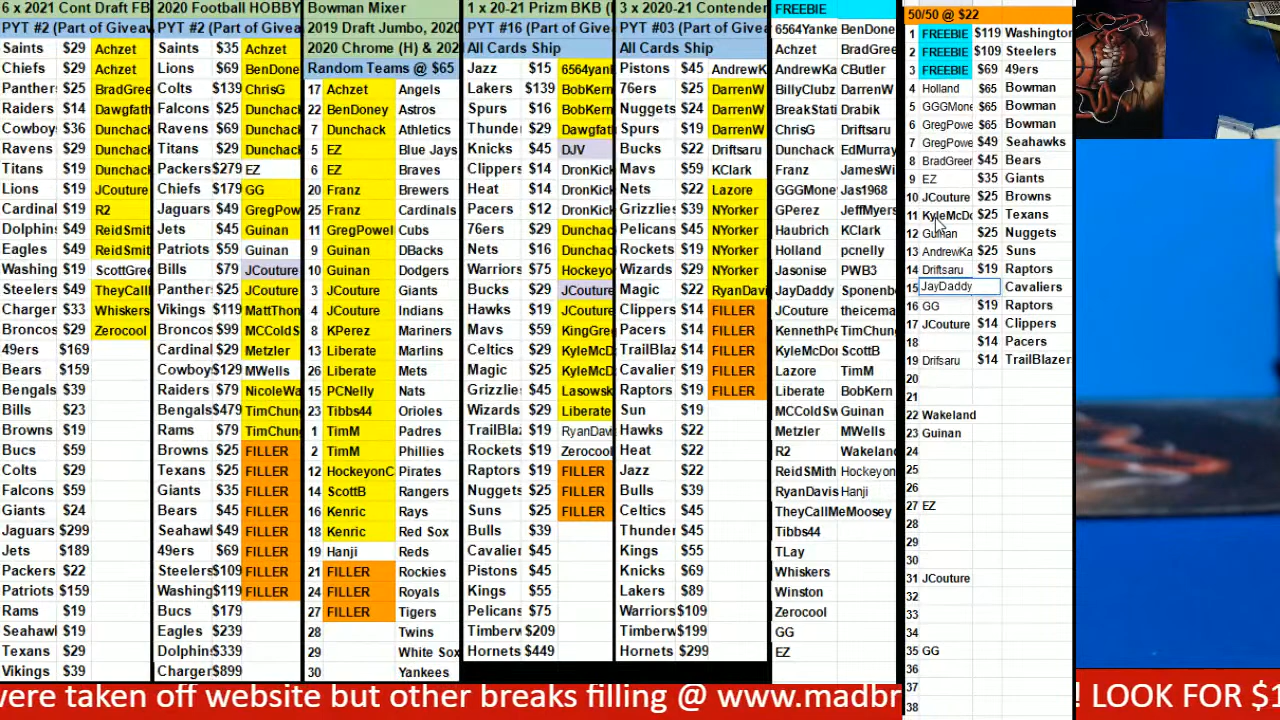 6 x 2021 Cont Draft FB
PYT #2 (Part of Givea
Saints $29 Achzet
Chiefs $29 Achzet
Panther $25 BradGree
Raiders $14 Dawgfath
Cowboy $36 Dunchack
Ravens $29 Dunchack
Titans $19 Dunchack
Lions $19 JCouture
Cardinal $19 R2
Dolphins $49 ReidSmit
Eagles $49 ReidSmit
Washing $19 ScottGree
Steelers $49 TheyCall
Charger $33 Whiskers
Broncos $29 Zerocool
49ers $169
Bears $159
Bengals $39
Bills $23
Browns $19
Bucs $59
Colts $29
Falcons $59
Giants $24
Jaguars $299
Jets $189
Packers $22
Patriots $159
Rams $19
Seahawl $19
Texans $29
Vikings $39
2020 Football HOBBY
PYT #2 (Part of Givea
Saints $35 Achzet
Lions $69 BenDone
Colts $139 ChrisG
Falcons $25 Dunchack
Ravens $69 Dunchack
Titans $29 Dunchack
Packers $279 EZ
Chiefs $179 GG
Jaguars $49 GregPow
Jets $45 Guinan
Patriots $59 Guinan
Bills $79 JCouture
Panther $25 JCouture
Vikings $119 MattThon
Broncos $99 MCColdS
Cardinal $29 Metzler
Cowboy $129 MWells
Raiders $79 NicoleWa
Bengals $479 TimChun
Rams $79 TimChun
Browns $25 FILLER
Texans $25 FILLER
Giants $35 FILLER
Bears $45 FILLER
Seahawl $49 FILLER
49ers $69 FILLER
Steelers $109 FILLER
Washing $119 FILLER
Bucs $179
Eagles $239
Dolphin $339
Charger $899
Bowman Mixer
2019 Draft Jumbo, 2020
2020 Chrome (H) & 202
Random Teams @ $65
17 Achzet Angels
22 BenDoney Astros
7 Dunchack Athletics
5 EZ Blue Jays
6 EZ Braves
20 Franz Brewers
25 Franz Cardinals
11 GregPowel Cubs
9 Guinan DBacks
10 Guinan Dodgers
3 JCouture Giants
4 JCouture Indians
8 KPerez Mariners
13 Liberate Marlins
26 Liberate Mets
15 PCNelly Nats
23 Tibbs44 Orioles
1 TimM Padres
2 TimM Phillies
12 HockeyonC Pirates
14 ScottB Rangers
16 Kenric Rays
18 Kenric Red Sox
19 Hanji Reds
21 FILLER Rockies
24 FILLER Royals
27 FILLER Tigers
28 Twins
29 White Sox
30 Yankees
1 x 20-21 Prizm BKB (
PYT #16 (Part of Givea
All Cards Ship
Jazz $15 6564yanl
Lakers $139 BobKern
Spurs $16 BobKern
Thunder $29 Dawgfath
Knicks $45 DJV
Clippers $14 DronKick
Heat $14 DronKick
Pacers $12 DronKick
76ers $29 Dunchac
Nets $16 Dunchac
Warriors $75 Hockeyo
Bucks $29 JCouture
Hawks $19 JCouture
Mavs $59 KingGreg
Celtics $29 KyleMcD
Magic $25 KyleMcD
Grizzlie $45 Lasowsk
Wizards $29 Liberate
TrailBla $19 RyanDavi
Rockets $19 Zerocool
Raptors $19 FILLER
Nuggets $25 FILLER
Suns $25 FILLER
Bulls $39
Cavalier $45
Pistons $45
Kings $55
Pelicans $75
Timberw $209
Hornets $449
3 x 2020-21 Contender
PYT #03 (Part of Givea
All Cards Ship
Pistons $45 AndrewK
76ers $25 DarrenW
Nuggets $24 DarrenW
Spurs $19 DarrenW
Bucks $22 Driftsaru
Mavs $59 KClark
Nets $22 Lazore
Grizzlie $39 NYorker
Pelicans $45 NYorker
Rockets $19 NYorker
Wizards $29 NYorker
Magic $22 RyanDavi
Clippers $14 FILLER
Pacers $14 FILLER
TrailBlaz $14 FILLER
Cavalier $19 FILLER
Raptors $19 FILLER
Sun $19
Hawks $22
Heat $22
Jazz $22
Bulls $39
Celtics $45
Thunder $45
Kings $55
Knicks $69
Lakers $89
Warriors $109
Timberw $199
Hornets $299
FREEBIE
6564Yanke BenDone
Achzet BradGree
AndrewKa CButler
BillyClubz DarrenW
BreakStati Drabik
ChrisG Driftsaru
Dunchack EdMurray
Franz JamesWi
GGGMone Jas1968
GPerez JeffMyers
Haubrich KClark
Holland pcnelly
Jasonise PWB3
JayDaddy Sponenb
JCouture theicema
KennethPe TimChung
KyleMcDor ScottB
Lazore TimM
Liberate BobKern
MCColdSw Guinan
Metzler MWells
R2 Wakelan
ReidSMith Hockeyon
RyanDavis Hanji
TheyCallMeMoosey
Tibbs44
TLay
Whiskers
Winston
Zerocool
GG
EZ
50/50 @ $22
1 FREEBIE $119 Washington
2 FREEBIE $109 Steelers
3 FREEBIE $69 49ers
4 Holland $65 Bowman
5 GGGMone $65 Bowman
6 GregPowe $65 Bowman
7 GregPowe $49 Seahawks
8 BradGreer $45 Bears
9 EZ $35 Giants
10 JCouture $25 Browns
11 KyleMcDo $25 Texans
12 Guinan $25 Nuggets
13 AndrewKa $25 Suns
14 Driftsaru $19 Raptors
15 JayDaddy Cavaliers
16 GG $19 Raptors
17 JCouture $14 Clippers
18 $14 Pacers
19 Drifsaru $14 TrailBlazer
20
21
22 Wakeland
23 Guinan
24
25
26
27 EZ
28
29
30
31 JCouture
32
33
34
35 GG
36
37
38
were taken off website but other breaks filling @ www.madbr ! LOOK FOR $1